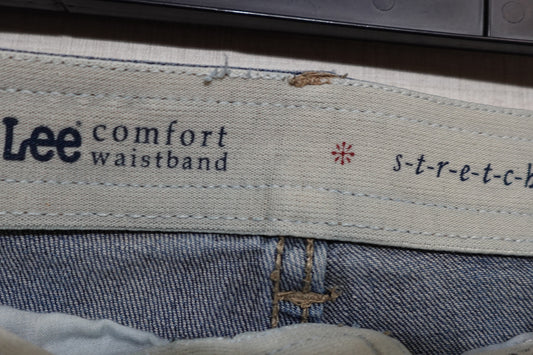 Lee comfort
waistband
s-t-r-e-t-c-h